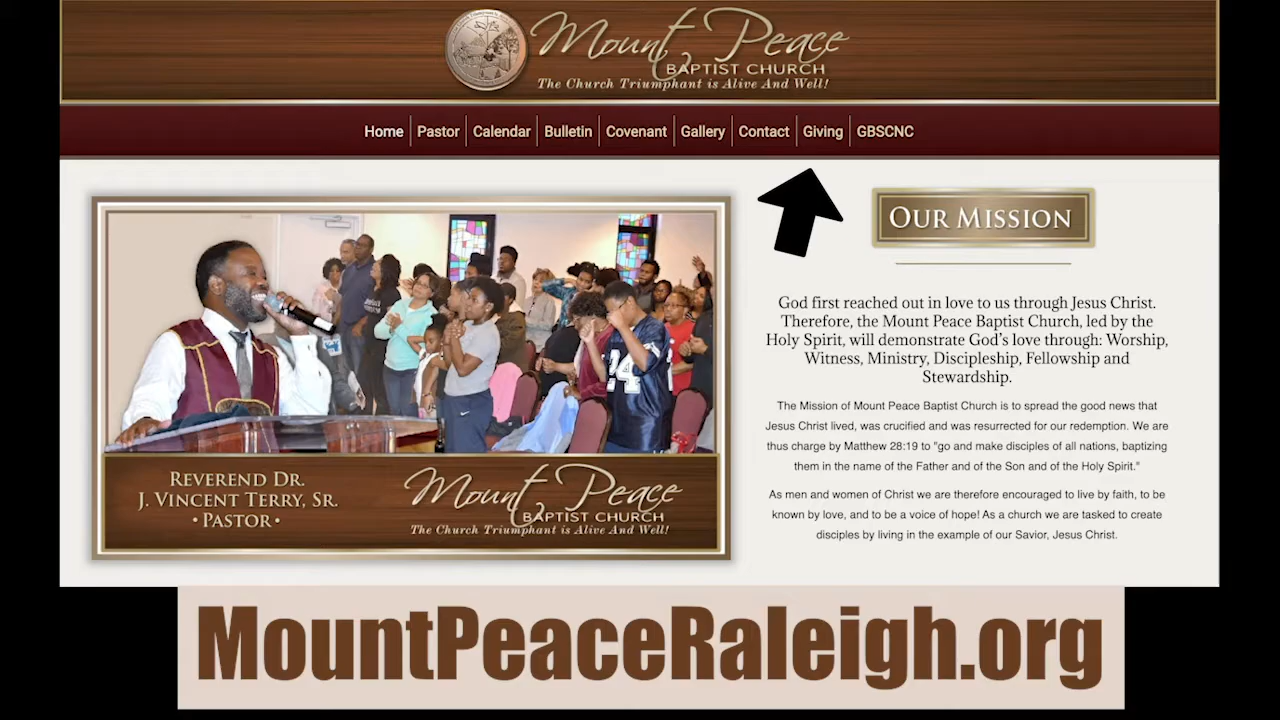 Mount Peace
BAPTIST CHURCH
The Church Triumphant is Alive And Well!
Home Pastor Calendar Bulletin Covenant Gallery Contact Giving GBSCNC
OUR MISSION
God first reached out in love to us through Jesus Christ.
Therefore, the Mount Peace Baptist Church, led by the
Holy Spirit, will demonstrate God's love through: Worship,
Witness, Ministry, Discipleship, Fellowship and
Stewardship.
The Mission of Mount Peace Baptist Church is to spread the good news that
Jesus Christ lived, was crucified and was resurrected for our redemption. We are
thus charge by Matthew 28:19 to "go and make disciples of all nations, baptizing
them in the name of the Father and of the Son and of the Holy Spirit."
As men and women of Christ we are therefore encouraged to live by faith, to be
known by love, and to be a voice of hope! As a church we are tasked to create
disciples by living in the example of our Savior, Jesus Christ.
24
REVEREND DR.
J. VINCENT TERRY, SR.
•PASTOR•
Mount Peace
BAPTIST CHURCH
The Church Triumphant is Alive And Well!
MountPeaceRaleigh.org